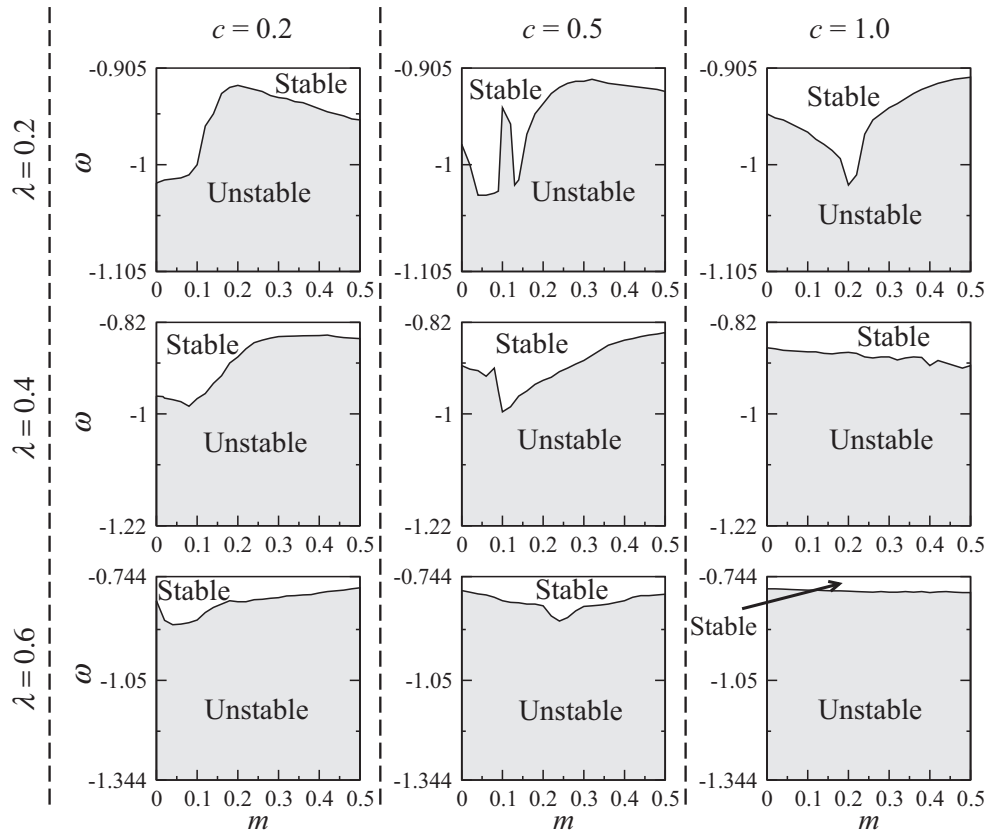 c = 0.2 c = 0.5 c = 1.0
λ = 0.2
ω
-0.905
-1
-1.105
Stable
Unstable
0 0.1 0.2 0.3 0.4 0.5
-0.905
-1
-1.105
Stable
Unstable
0 0.1 0.2 0.3 0.4 0.5
-0.905
-1
-1.105
Stable
Unstable
0 0.1 0.2 0.3 0.4 0.5
λ = 0.4
ω
-0.82
-1
-1.22
Stable
Unstable
0 0.1 0.2 0.3 0.4 0.5
-0.82
-1
-1.22
Stable
Unstable
0 0.1 0.2 0.3 0.4 0.5
-0.82
-1
-1.22
Stable
Unstable
0 0.1 0.2 0.3 0.4 0.5
λ = 0.6
ω
-0.744
-1.05
-1.344
Stable
Unstable
0 0.1 0.2 0.3 0.4 0.5
m
-0.744
-1.05
-1.344
Stable
Unstable
0 0.1 0.2 0.3 0.4 0.5
m
-0.744
-1.05
-1.344
Stable
Unstable
0 0.1 0.2 0.3 0.4 0.5
m